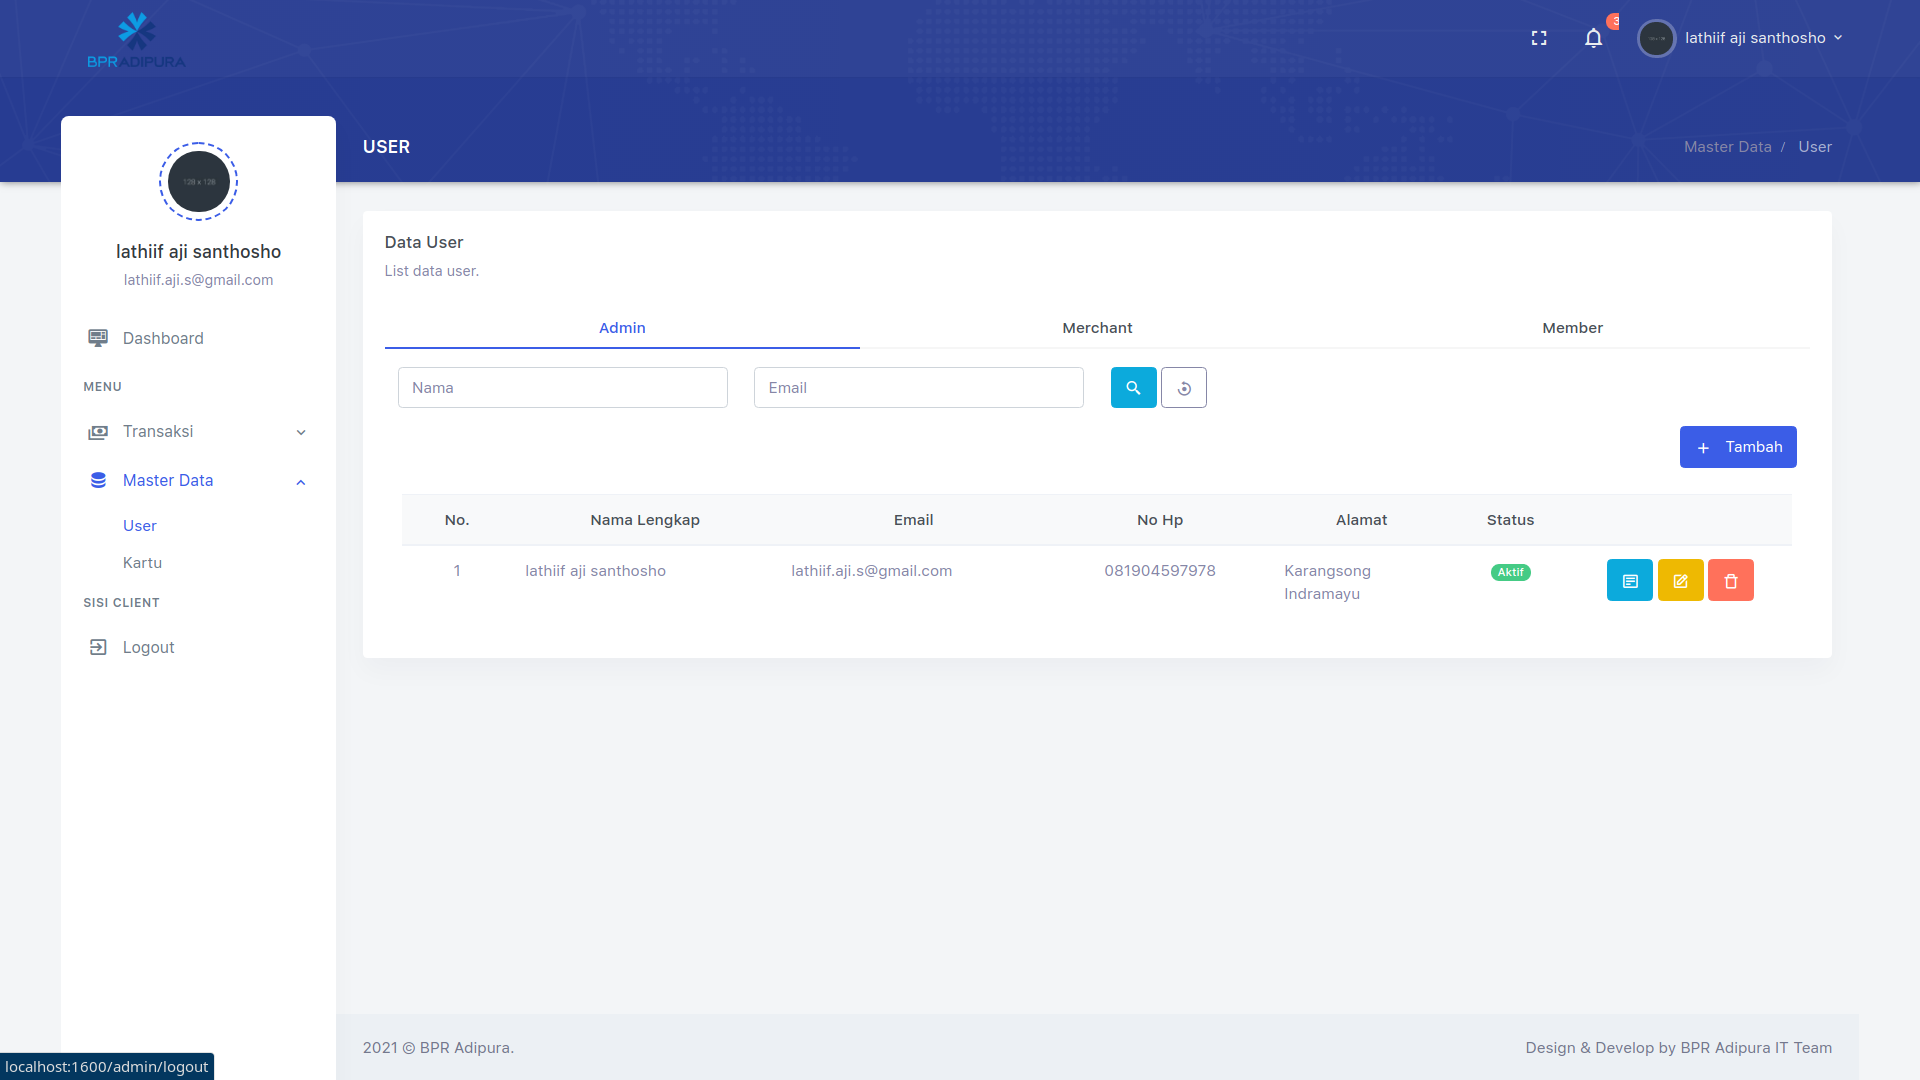 BPR ADIPURA
3
lathiif aji santhosho
USER
Master Data / User
128 x 128
lathiif aji santhosho
lathiif.aji.s@gmail.com
Dashboard
MENU
Transaksi
Master Data
User
Kartu
SISI CLIENT
Logout
Data User
List data user.
Admin Merchant Member
Nama Email
+ Tambah
No. Nama Lengkap Email No Hp Alamat Status
1 lathiif aji santhosho lathiif.aji.s@gmail.com 081904597978 Karangsong Aktif
Indramayu
2021 © BPR Adipura. Design & Develop by BPR Adipura IT Team
localhost:1600/admin/logout